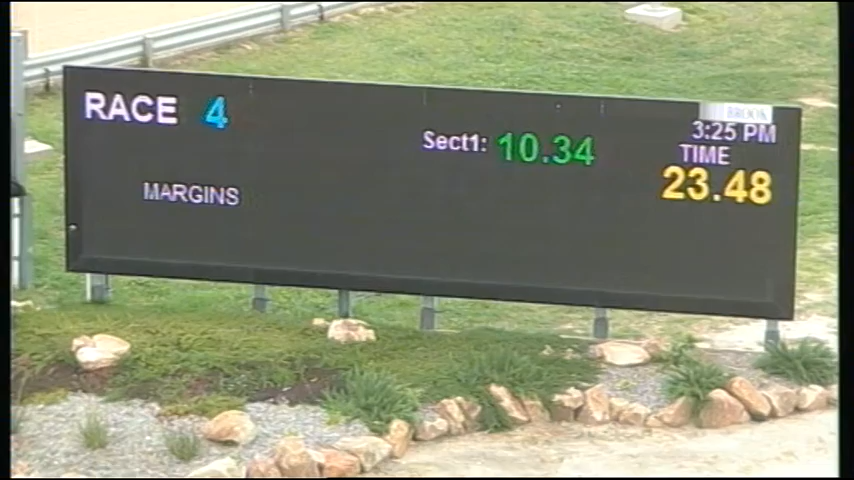 RACE 4
3:25 PM
Sect1: 10.34
TIME
23.48
MARGINS